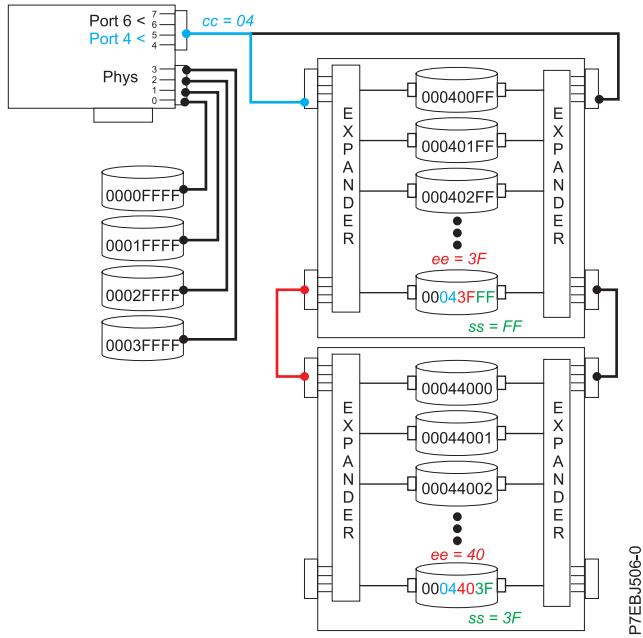 Port 6 < 7
6
cc = 04
Port 4 < 5
4
Phys 3
2
1
0
0000FFFF
0001FFFF
0002FFFF
0003FFFF
EXPANDER
000400FF
000401FF
000402FF
ee = 3F
00043FFF
ss = FF
EXPANDER
EXPANDER
00044000
00044001
00044002
ee = 40
0004403F
ss = 3F
EXPANDER
P7EBJ506-0